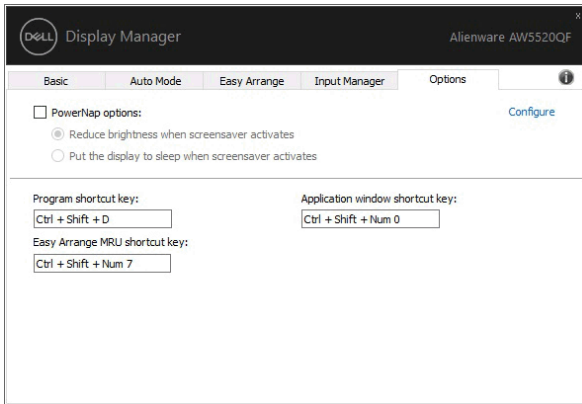 DELL Display Manager
Alienware AW5520QF
x
Basic Auto Mode Easy Arrange Input Manager Options i
PowerNap options:
Configure
Reduce brightness when screensaver activates
Put the display to sleep when screensaver activates
Program shortcut key:
Application window shortcut key:
Ctrl + Shift + D
Ctrl + Shift + Num 0
Easy Arrange MRU shortcut key:
Ctrl + Shift + Num 7